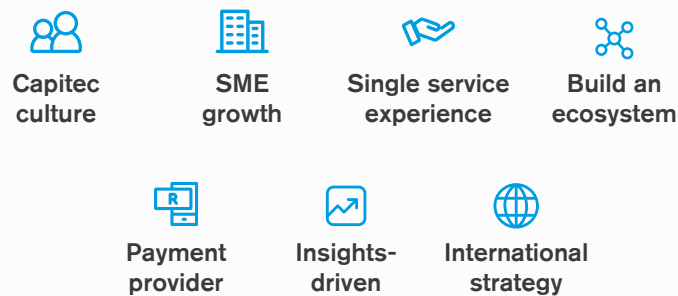 Capitec
culture
SME
growth
Single service
experience
Build an
ecosystem
R
Payment
provider
Insights-
driven
International
strategy